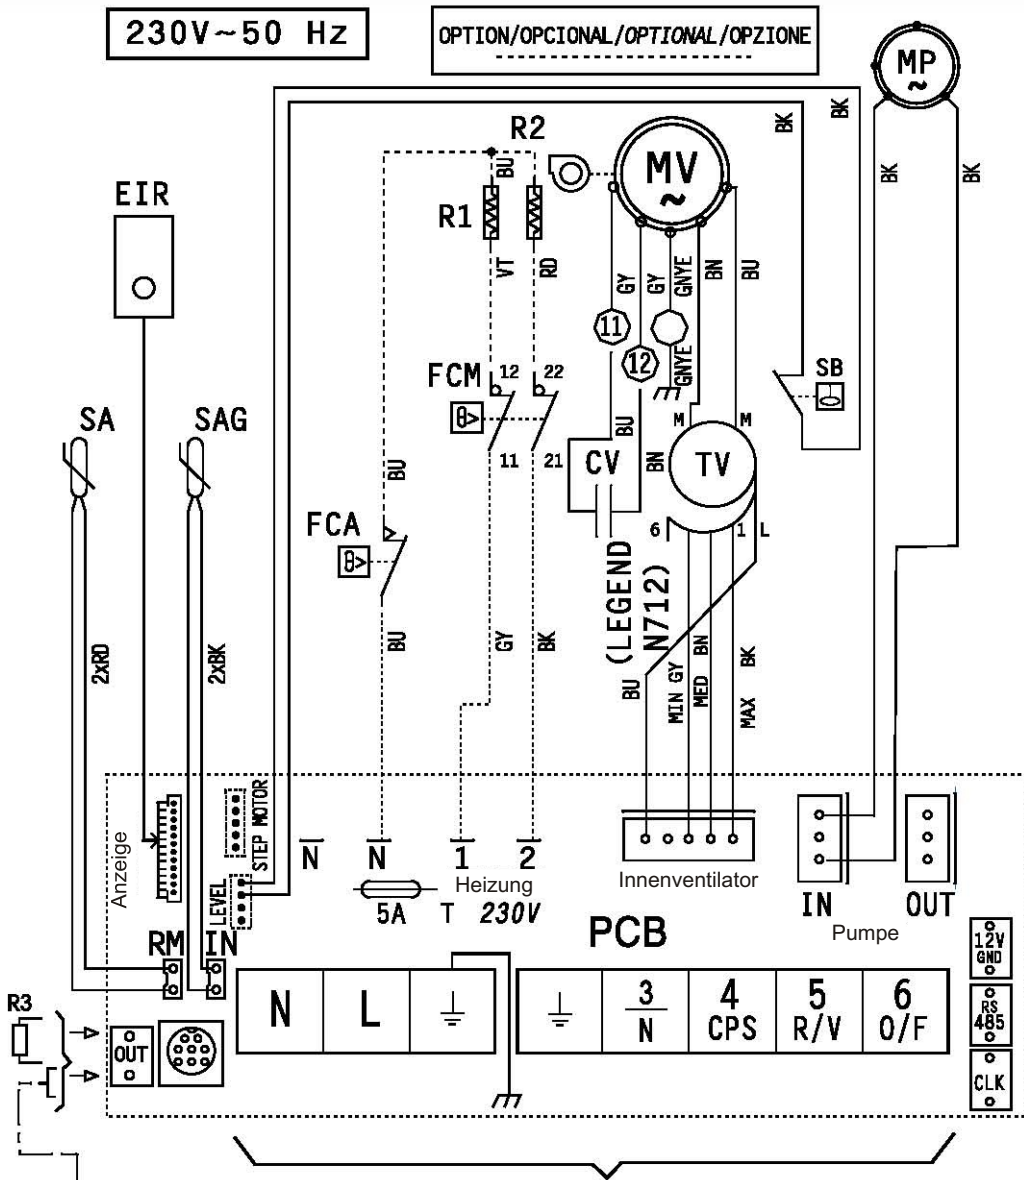 230V~50 Hz
OPTION/OPCIONAL/OPTIONAL/OPZIONE
MP
~
BK
BK
BK
BK
R2
MV
~
EIR
BU
R1
VT
RD
GY
GY
GNYE
BN
BU
11
12
GNYE
FCM
12
22
11
21
SB
SA
SAG
M
M
BU
CV
BN
TV
6
1
L
BU
FCA
(LEGEND
N712)
2xRD
2xBK
BU
GY
BK
BU
MIN GY
MED BN
MAX BK
Anzeige
STEP MOTOR
LEVEL
N
N
1
2
Heizung
5A T 230V
Innenventilator
IN
OUT
Pumpe
PCB
RM
IN
12V
GND
RS
485
CLK
R3
OUT
N
L
3
N
4
CPS
5
R/V
6
O/F